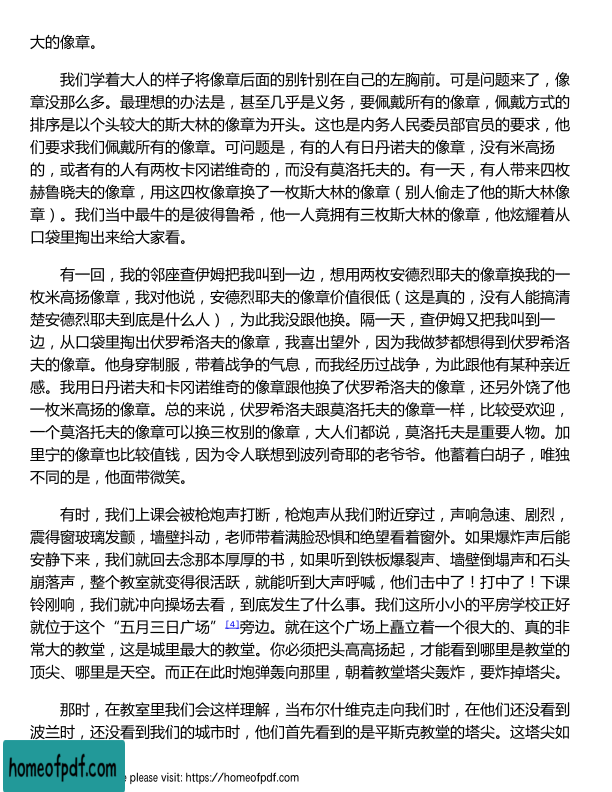 大的像章。
我们学着大人的样子将像章后面的别针别在自己的左胸前。可是问题来了，像
章没那么多。最理想的办法是，甚至几乎是义务，要佩戴所有的像章，佩戴方式的
排序是以个头较大的斯大林的像章为开头。这也是内务人民委员部官员的要求，他
们要求我们佩戴所有的像章。可问题是，有的人有日丹诺夫的像章，没有米高扬
的，或者有的人有两枚卡冈诺维奇的，而没有莫洛托夫的。有一天，有人带来四枚
赫鲁晓夫的像章，用这四枚像章换了一枚斯大林的像章（别人偷走了他的斯大林像
章）。我们当中最牛的是彼得鲁希，他一人竟拥有三枚斯大林的像章，他炫耀着从
口袋里掏出来给大家看。
有一回，我的邻座查伊姆把我叫到一边，想用两枚安德烈耶夫的像章换我的一
枚米高扬像章，我对他说，安德烈耶夫的像章价值很低（这是真的，没有人能搞清
楚安德烈耶夫到底是什么人），为此我没跟他换。隔一天，查伊姆又把我叫到一
边，从口袋里掏出伏罗希洛夫的像章，我喜出望外，因为我做梦都想得到伏罗希洛
夫的像章。他身穿制服，带着战争的气息，而我经历过战争，为此跟他有某种亲近
感。我用日丹诺夫和卡冈诺维奇的像章跟他换了伏罗希洛夫的像章，还另外饶了他
一枚米高扬的像章。总的来说，伏罗希洛夫跟莫洛托夫的像章一样，比较受欢迎，
一个莫洛托夫的像章可以换三枚别的像章，大人们都说，莫洛托夫是重要人物。加
里宁的像章也比较值钱，因为令人联想到波列奇耶的老爷爷。他蓄着白胡子，唯独
不同的是，他面带微笑。
有时，我们上课会被枪炮声打断，枪炮声从我们附近穿过，声响急速、剧烈，
震得窗玻璃发颤，墙壁抖动，老师带着满脸恐惧和绝望看着窗外。如果爆炸声后能
安静下来，我们就回去念那本厚厚的书，如果听到铁板爆裂声、墙壁倒塌声和石头
崩落声，整个教室就变得很活跃，就能听到大声呼喊，他们击中了！打中了！下课
铃刚响，我们就冲向操场去看，到底发生了什么事。我们这所小小的平房学校正好
就位于这个“五月三日广场”[4]旁边。就在这个广场上矗立着一个很大的、真的非
常大的教堂，这是城里最大的教堂。你必须把头高高扬起，才能看到哪里是教堂的
顶尖、哪里是天空。而正在此时炮弹轰向那里，朝着教堂塔尖轰炸，要炸掉塔尖。
那时，在教室里我们会这样理解，当布尔什维克走向我们时，在他们还没看到
波兰时，还没看到我们的城市时，他们首先看到的是平斯克教堂的塔尖。这塔尖如
homeofpdf.com
please visit: https://homeofpdf.com